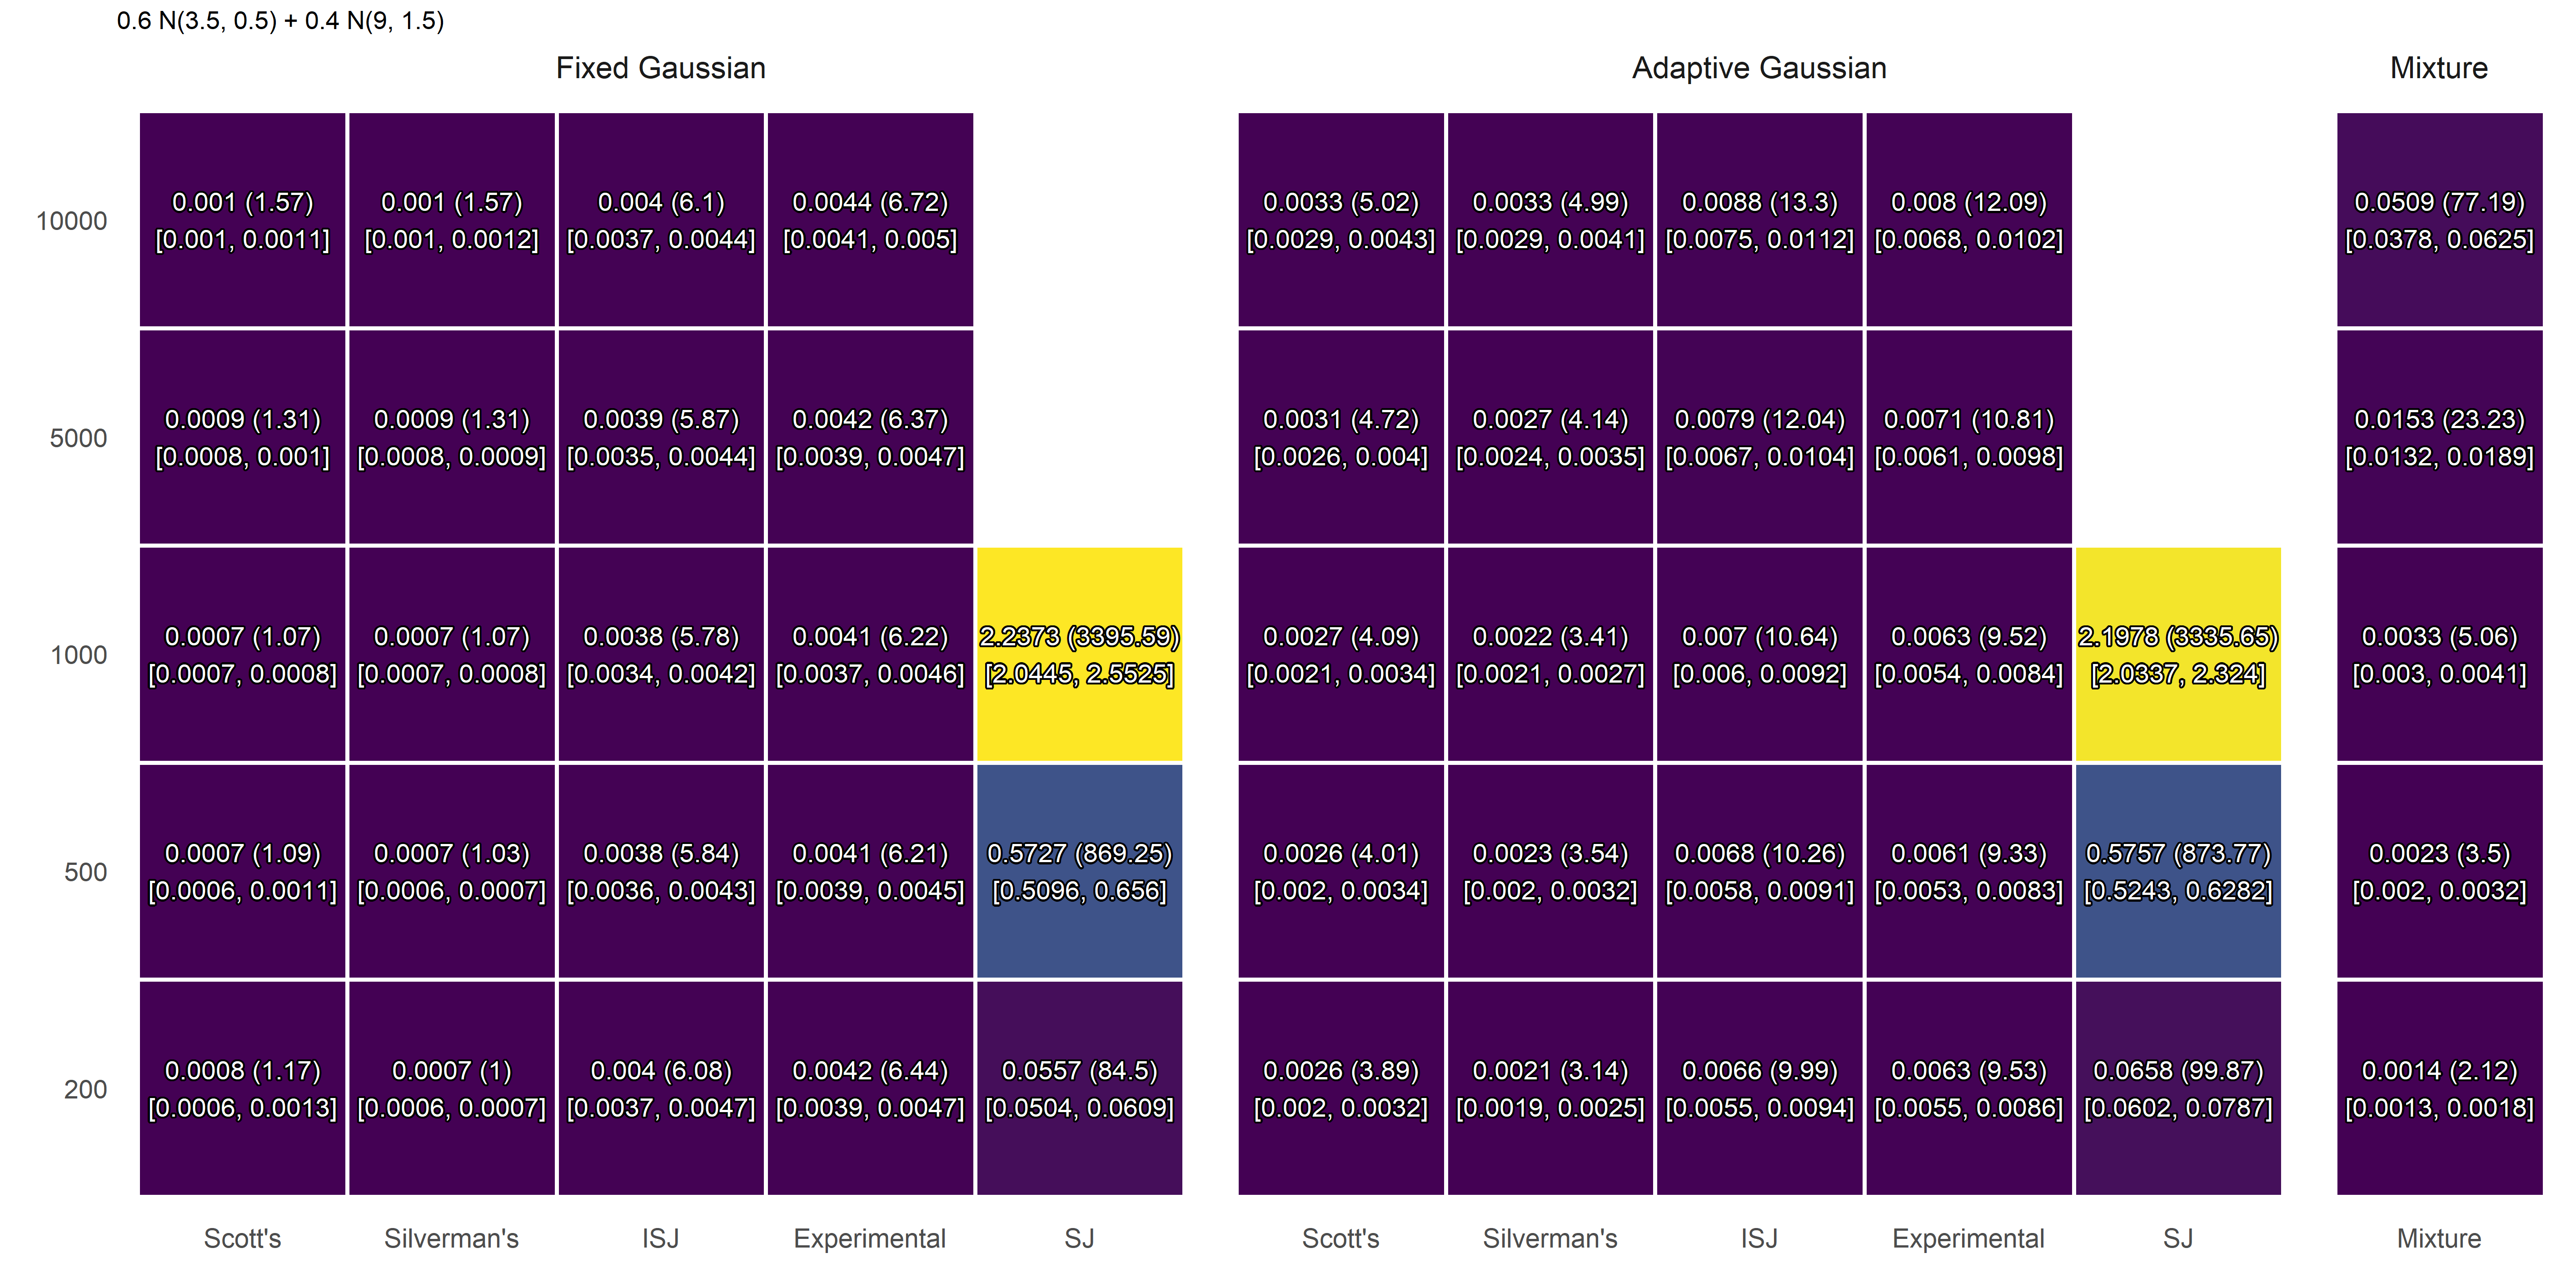 0.6 N(3.5, 0.5) + 0.4 N(9, 1.5)
Fixed Gaussian Adaptive Gaussian Mixture
10000
0.001 (1.57) 0.001 (1.57) 0.004 (6.1) 0.0044 (6.72) 0.0033 (5.02) 0.0033 (4.99) 0.0088 (13.3) 0.008 (12.09) 0.0509 (77.19)
[0.001, 0.0011] [0.001, 0.0012] [0.0037, 0.0044] [0.0041, 0.005] [0.0029, 0.0043] [0.0029, 0.0041] [0.0075, 0.0112] [0.0068, 0.0102] [0.0378, 0.0625]
5000
0.0009 (1.31) 0.0009 (1.31) 0.0039 (5.87) 0.0042 (6.37) 0.0031 (4.72) 0.0027 (4.14) 0.0079 (12.04) 0.0071 (10.81) 0.0153 (23.23)
[0.0008, 0.001] [0.0008, 0.0009] [0.0035, 0.0044] [0.0039, 0.0047] [0.0026, 0.004] [0.0024, 0.0035] [0.0067, 0.0104] [0.0061, 0.0098] [0.0132, 0.0189]
1000
0.0007 (1.07) 0.0007 (1.07) 0.0038 (5.78) 0.0041 (6.22) 2.2373 (3395.59) 0.0027 (4.09) 0.0022 (3.41) 0.007 (10.64) 0.0063 (9.52) 2.1978 (3335.65) 0.0033 (5.06)
[0.0007, 0.0008] [0.0007, 0.0008] [0.0034, 0.0042] [0.0037, 0.0046] [2.0445, 2.5525] [0.0021, 0.0034] [0.0021, 0.0027] [0.006, 0.0092] [0.0054, 0.0084] [2.0337, 2.324] [0.003, 0.0041]
500
0.0007 (1.09) 0.0007 (1.03) 0.0038 (5.84) 0.0041 (6.21) 0.5727 (869.25) 0.0026 (4.01) 0.0023 (3.54) 0.0068 (10.26) 0.0061 (9.33) 0.5757 (873.77) 0.0023 (3.5)
[0.0006, 0.0011] [0.0006, 0.0007] [0.0036, 0.0043] [0.0039, 0.0045] [0.5096, 0.656] [0.002, 0.0034] [0.002, 0.0032] [0.0058, 0.0091] [0.0053, 0.0083] [0.5243, 0.6282] [0.002, 0.0032]
200
0.0008 (1.17) 0.0007 (1) 0.004 (6.08) 0.0042 (6.44) 0.0557 (84.5) 0.0026 (3.89) 0.0021 (3.14) 0.0066 (9.99) 0.0063 (9.53) 0.0658 (99.87) 0.0014 (2.12)
[0.0006, 0.0013] [0.0006, 0.0007] [0.0037, 0.0047] [0.0039, 0.0047] [0.0504, 0.0609] [0.002, 0.0032] [0.0019, 0.0025] [0.0055, 0.0094] [0.0055, 0.0086] [0.0602, 0.0787] [0.0013, 0.0018]
Scott's Silverman's ISJ Experimental SJ Scott's Silverman's ISJ Experimental SJ Mixture